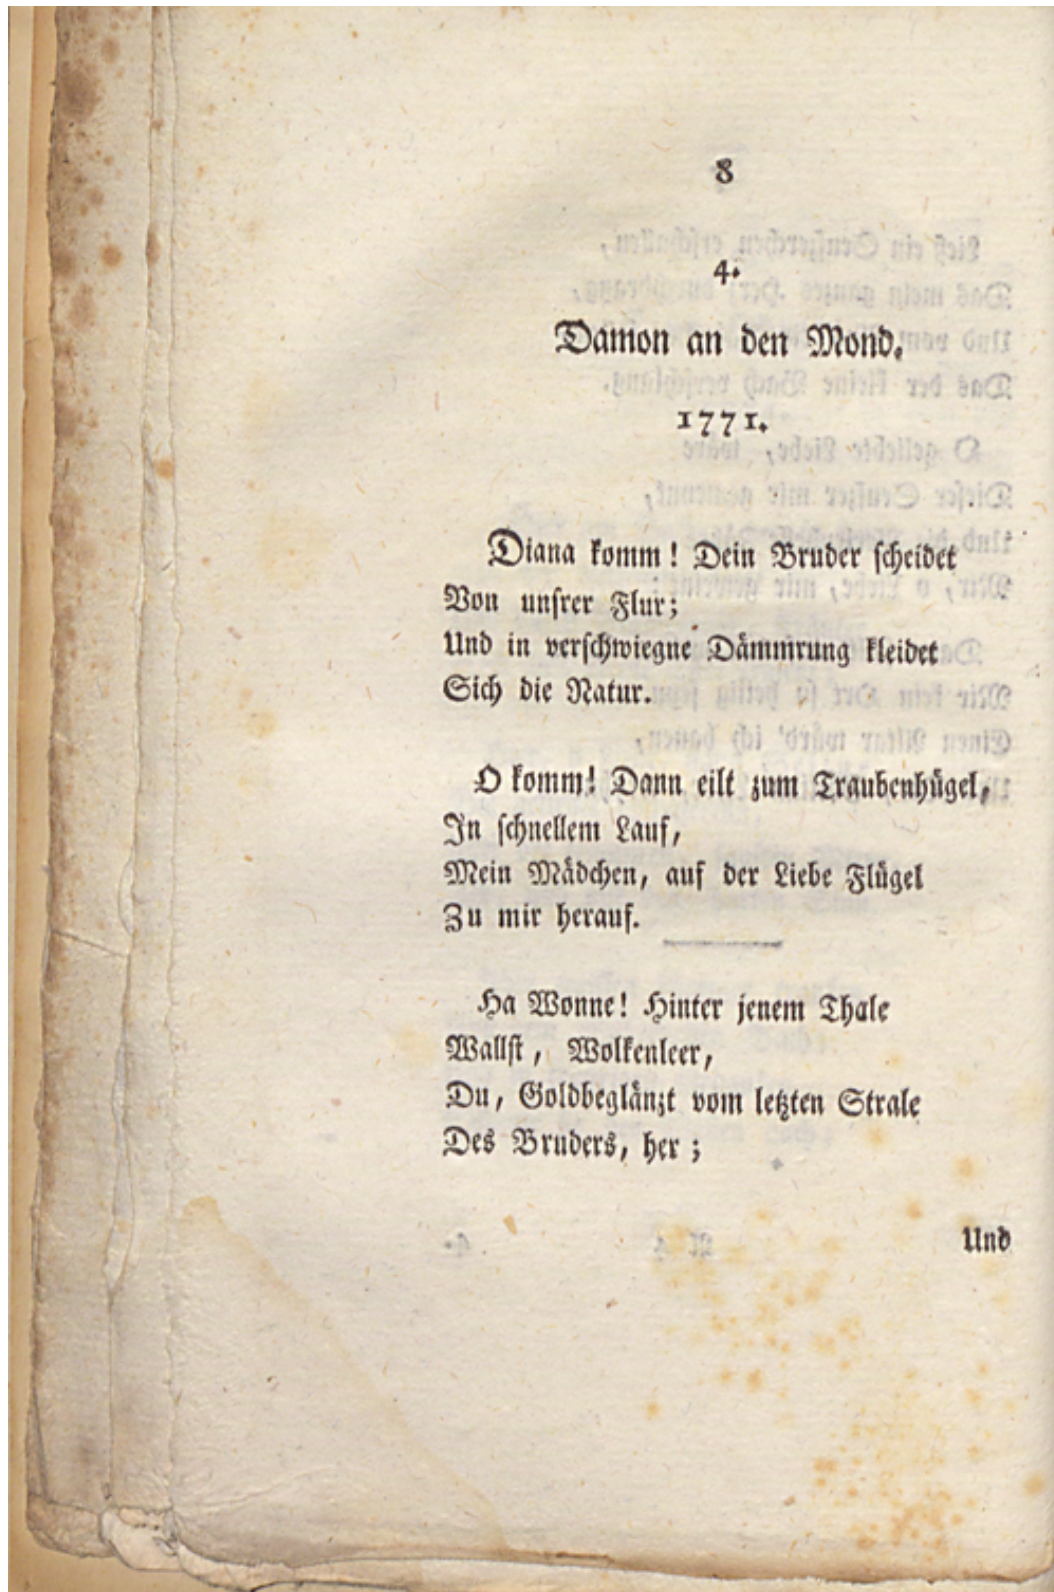 8
4.
Damon an den Mond.
1771.
Diana komm! Dein Bruder ſcheidet
Von unſrer Flur;
Und in verſchwiegne Dämmrung kleidet
Sich die Natur.
O komm! Dann eilt zum Traubenhügel,
In ſchnellem Lauf,
Mein Mädchen, auf der Liebe Flügel
Zu mir herauf.
Ha Wonne! Hinter jenem Thale
Wallſt, Wolkenleer,
Du, Goldbeglänzt vom letzten Strale
Des Bruders, her;
Und